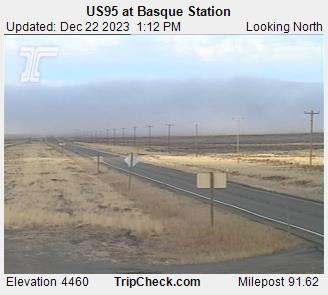 US95 at Basque Station
Updated: Dec 22 2023 1:12 PM Looking North
Elevation 4460 TripCheck.com Milepost 91.62